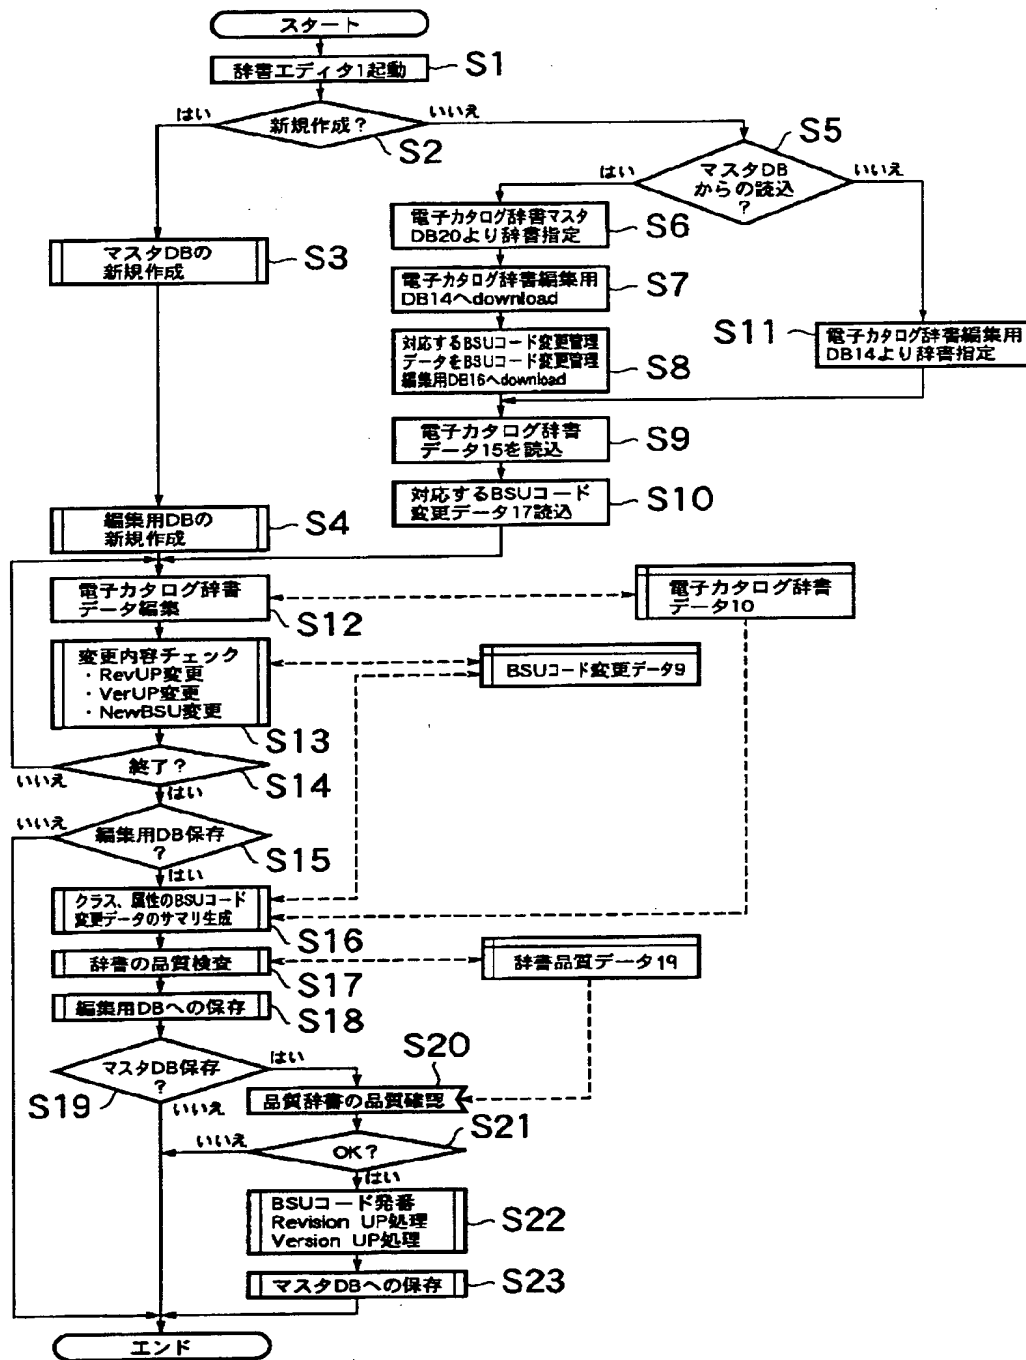 スタート
辞書エディタ1起動
S1
はい
新規作成?
いいえ
S2
S5
はい
マスタDB
からの読込
?
いいえ
マスタDBの
新規作成
S3
電子カタログ辞書マスタ
DB20より辞書指定
S6
電子カタログ辞書編集用
DB14へdownload
S7
対応するBSUコード変更管理
データをBSUコード変更管理
編集用DB16へdownload
S8
S11
電子カタログ辞書編集用
DB14より辞書指定
電子カタログ辞書
データ15を読込
S9
対応するBSUコード
変更データ17読込
S10
編集用DBの
新規作成
S4
電子カタログ辞書
データ編集
S12
電子カタログ辞書
データ10
変更内容チェック
・RevUP変更
・VerUP変更
・NewBSU変更
S13
BSUコード変更データ9
終了?
いいえ
S14
はい
いいえ
編集用DB保存
?
S15
はい
クラス、属性のBSUコード
変更データのサマリ生成
S16
辞書の品質検査
S17
辞書品質データ19
編集用DBへの保存
S18
マスタDB保存
?
はい
S19
いいえ
S20
品質辞書の品質確認
S21
いいえ
OK?
はい
BSUコード発番
Revision UP処理
Version UP処理
S22
マスタDBへの保存
S23
エンド